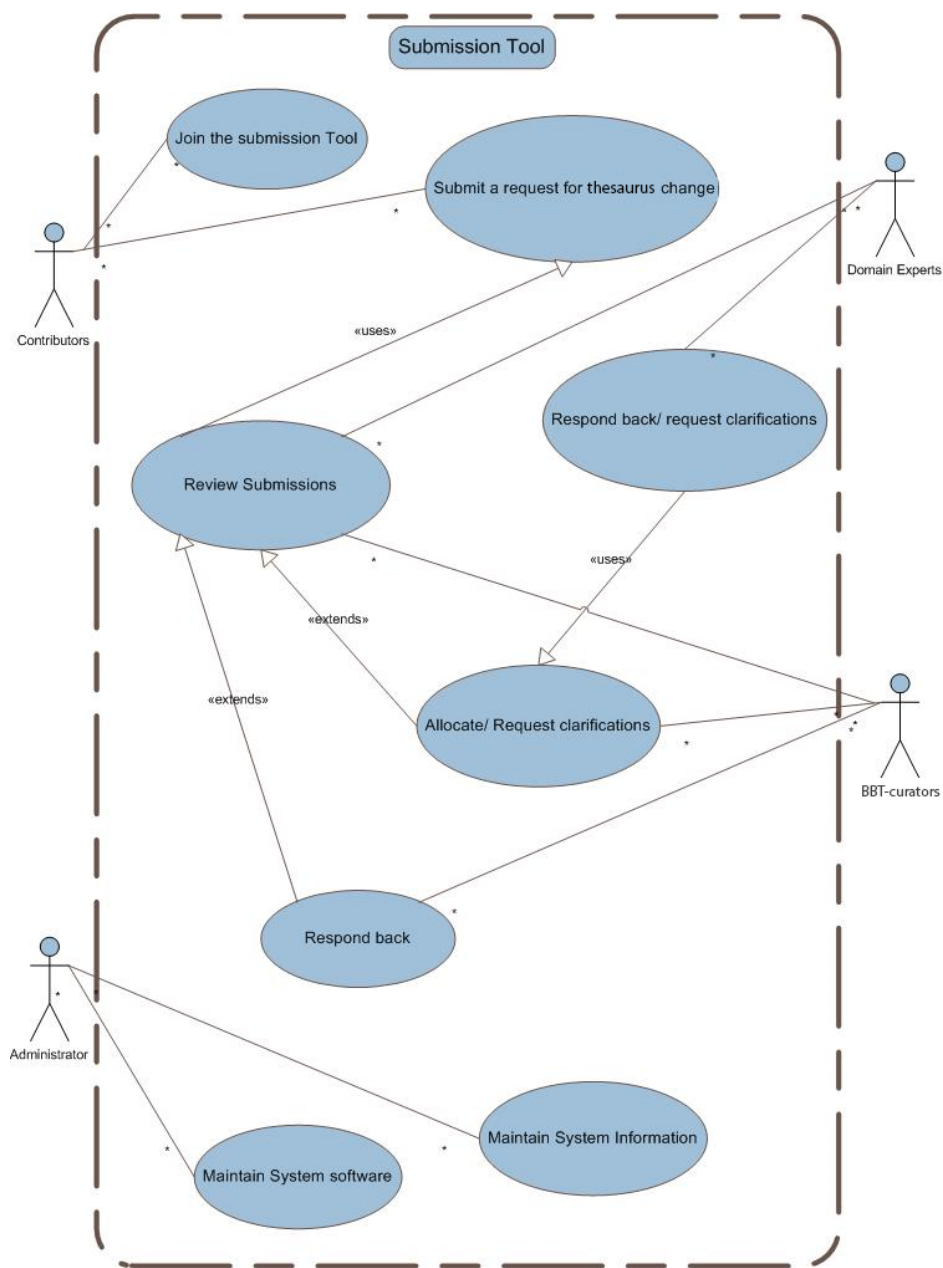 Submission Tool
Join the submission Tool
*
Submit a request for thesaurus change
*
*
*
*
*
Contributors
Domain Experts
«uses»
*
Respond back/ request clarifications
*
Review Submissions
*
«uses»
«extends»
«extends»
Allocate/ Request clarifications
*
*
*
*
BBT-curators
*
Respond back
*
*
Administrator
*
*
Maintain System Information
Maintain System software